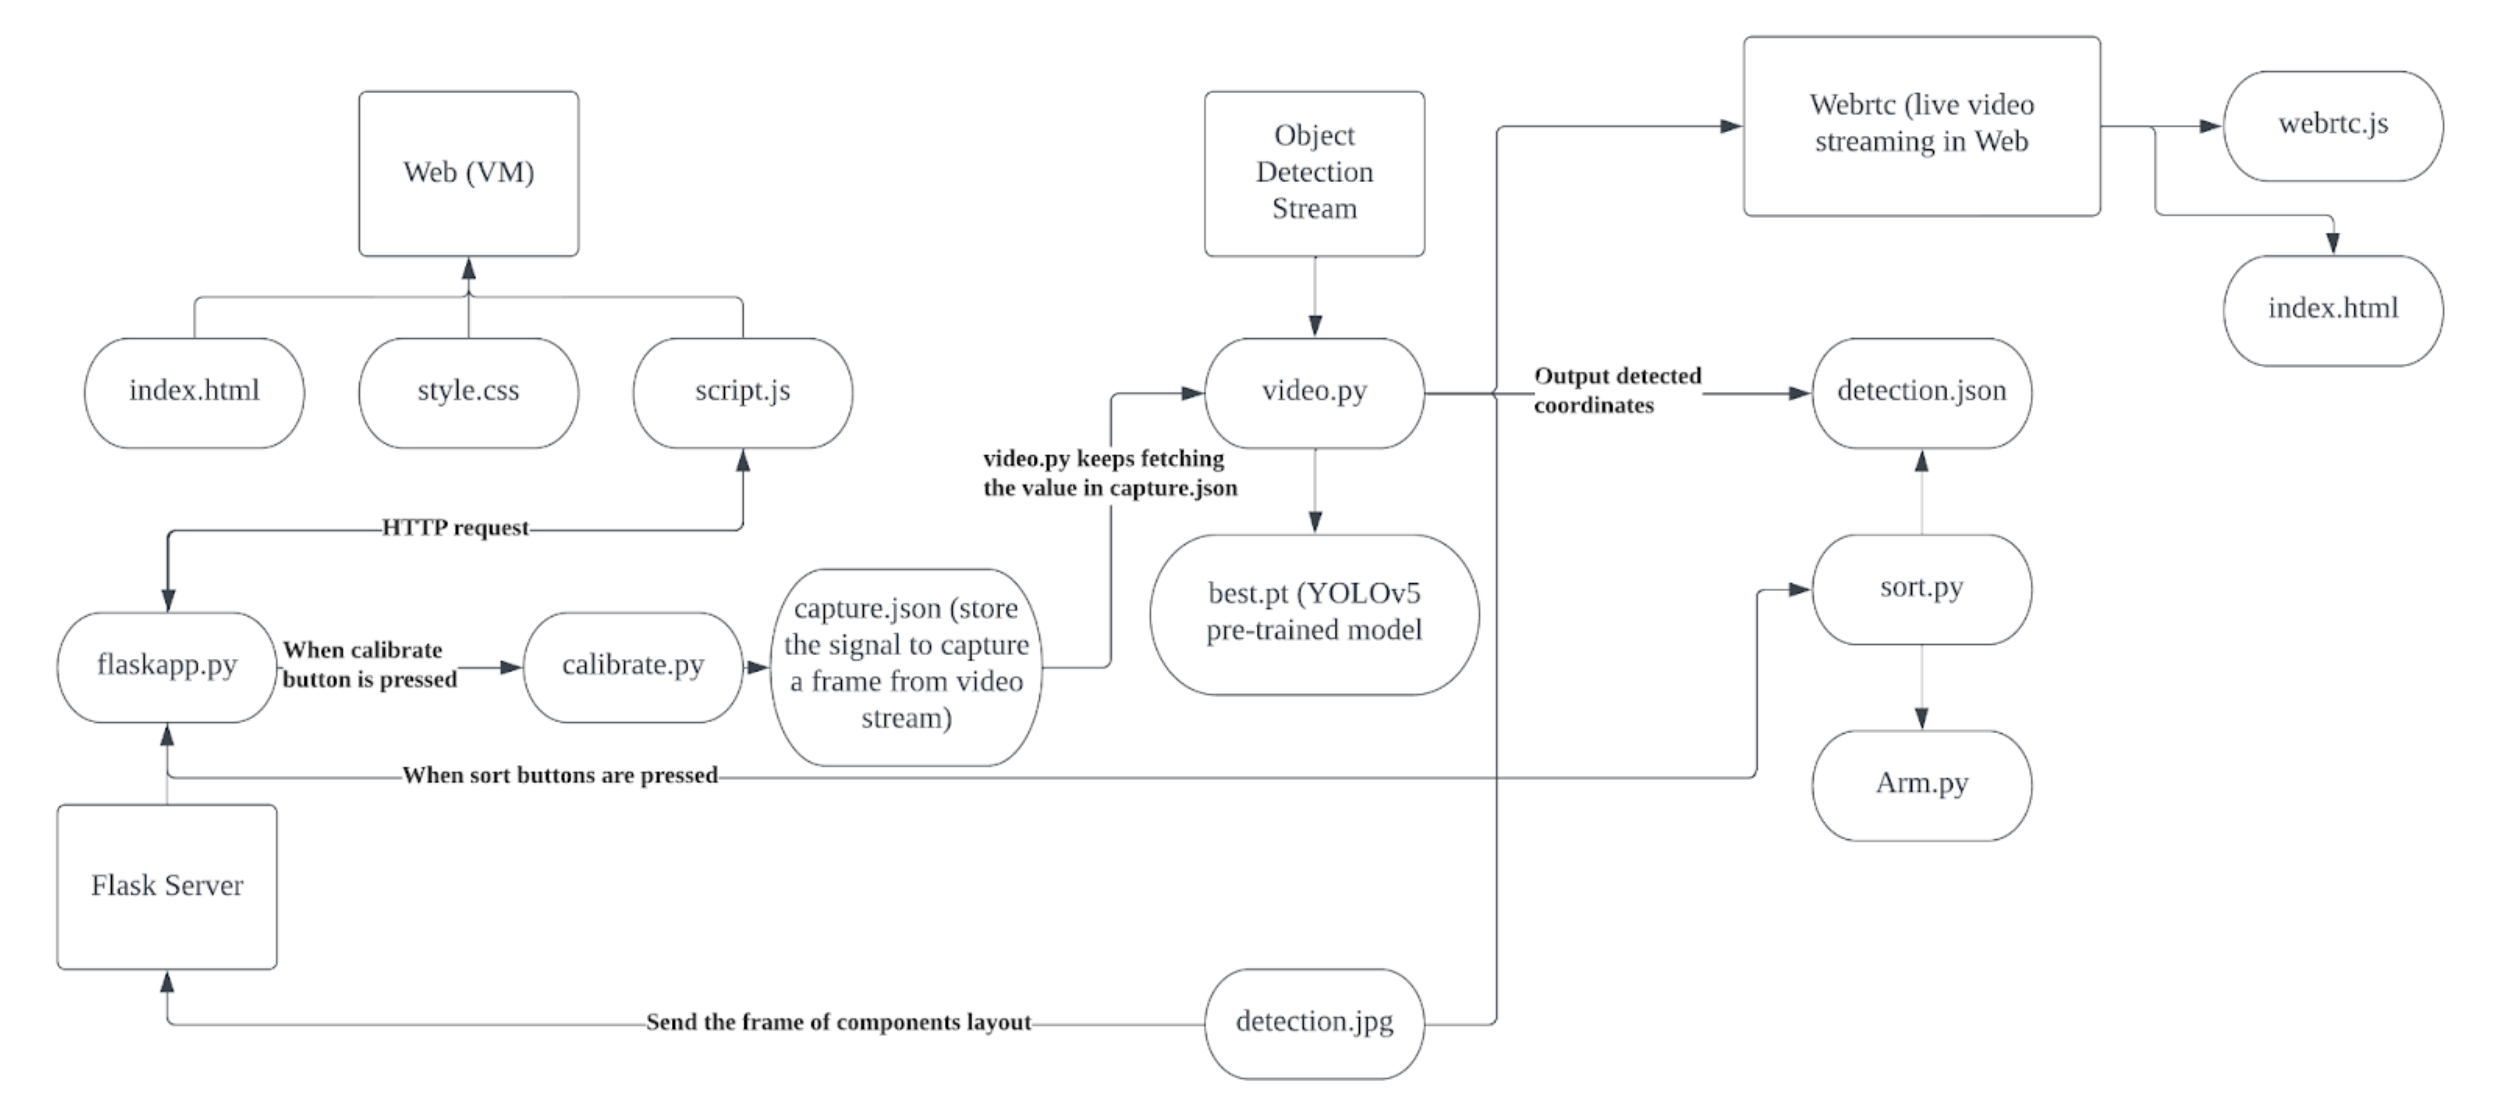 Web (VM)
Object
Detection
Stream
Webrtc (live video
streaming in Web
webrtc.js
index.html
index.html
style.css
script.js
video.py
Output detected
coordinates
detection.json
video.py keeps fetching
the value in capture.json
HTTP request
best.pt (YOLOv5
pre-trained model
sort.py
flaskapp.py
When calibrate
button is pressed
calibrate.py
capture.json (store
the signal to capture
a frame from video
stream)
When sort buttons are pressed
Arm.py
Flask Server
Send the frame of components layout
detection.jpg